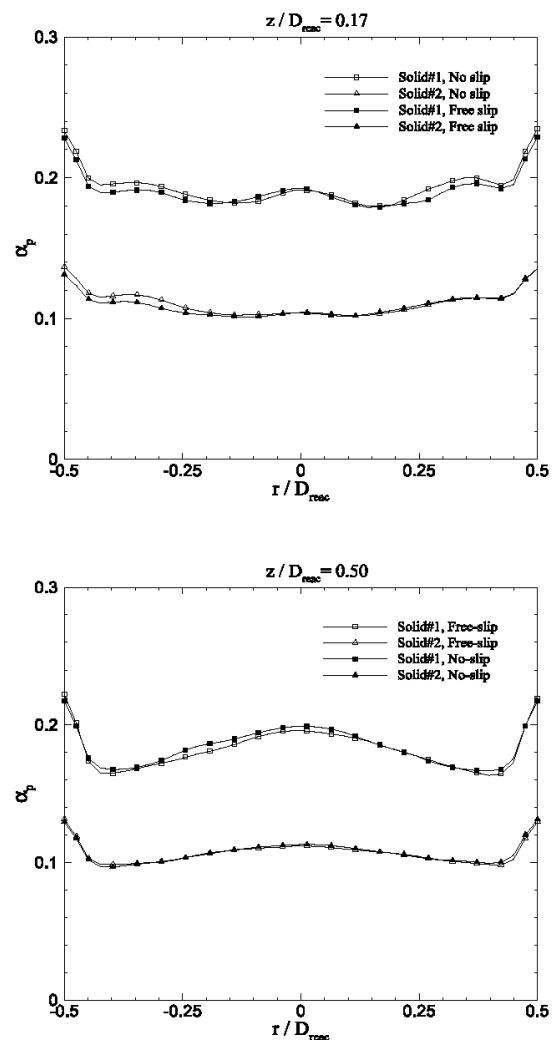 z / D_reac = 0.17
0.3
Solid#1, No slip
Solid#2, No slip
Solid#1, Free slip
Solid#2, Free slip
0.2
α_p
0.1
0
-0.5
-0.25
0
0.25
0.5
r / D_reac
z / D_reac = 0.50
0.3
Solid#1, Free-slip
Solid#2, Free-slip
Solid#1, No-slip
Solid#2, No-slip
0.2
α_p
0.1
0
-0.5
-0.25
0
0.25
0.5
r / D_reac